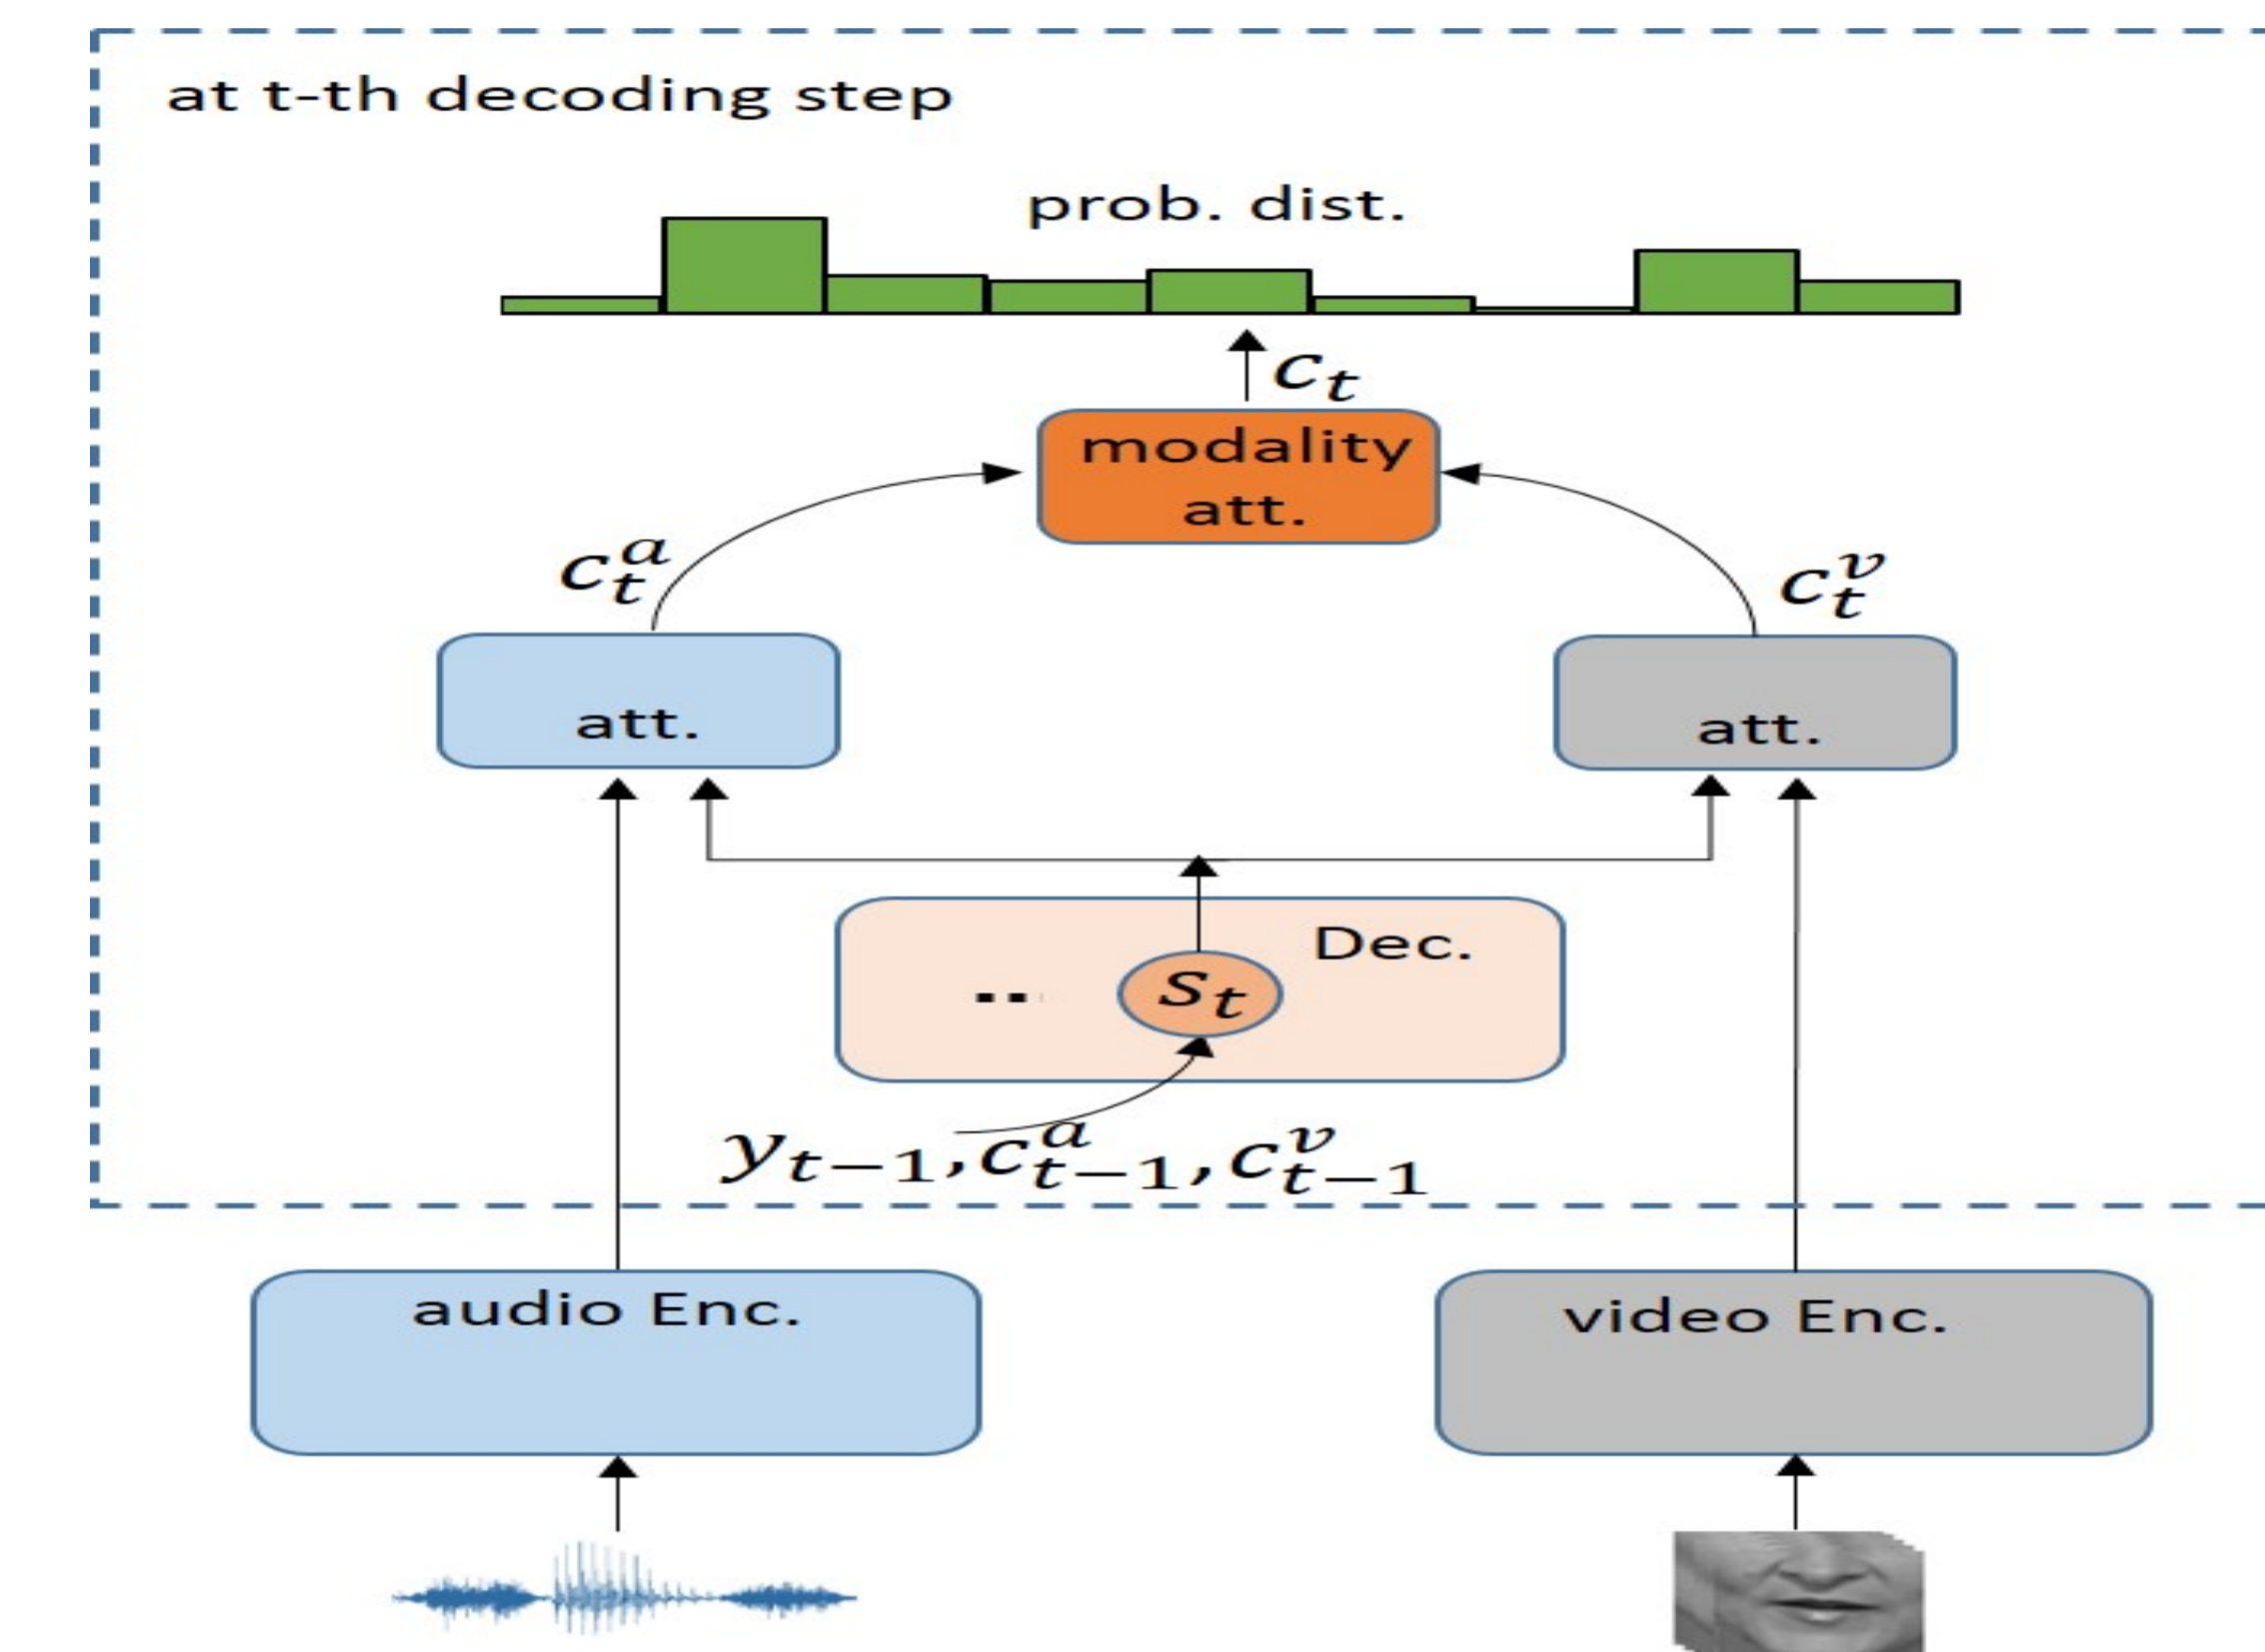 at t-th decoding step
prob. dist.
c_t
modality
att.
c_t^a
c_t^v
att.
att.
Dec.
.. s_t
y_{t-1}, c_{t-1}^a, c_{t-1}^v
audio Enc.
video Enc.